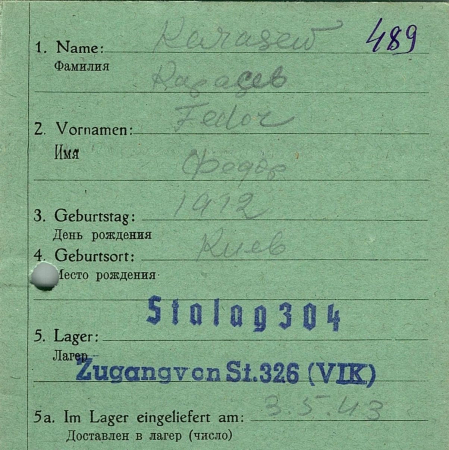 489
1. Name: Karasew
Фамилия Карасев
2. Vornamen: Fedor
Имя Федор
3. Geburtstag: 1912
День рождения
4. Geburtsort: Киев
Место рождения
Stalag 304
5. Lager:
Лагер
Zugang von St. 326 (VIK)
5a. Im Lager eingeliefert am: 3.5.43
Доставлен в лагер (число)